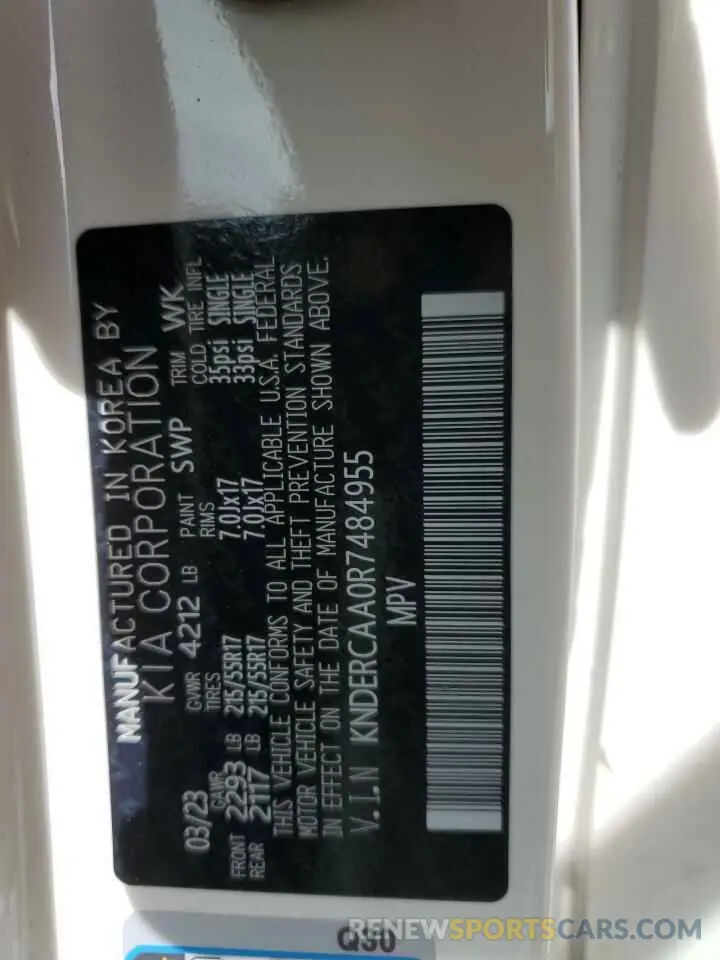 MANUFACTURED IN KOREA BY
KIA CORPORATION
03/23 GVWR 4212 LB PAINT SWP TRIM WK
GAWR TIRES RIMS COLD TIRE INFL
FRONT 2293 LB 215/55R17 7.0Jx17 35psi SINGLE
REAR 2117 LB 215/55R17 7.0Jx17 33psi SINGLE
THIS VEHICLE CONFORMS TO ALL APPLICABLE U.S.A. FEDERAL
MOTOR VEHICLE SAFETY AND THEFT PREVENTION STANDARDS
IN EFFECT ON THE DATE OF MANUFACTURE SHOWN ABOVE.
V.I.N KNDERCAA0R7484955
MPV
QS0
RENEWSPORTSCARS.COM